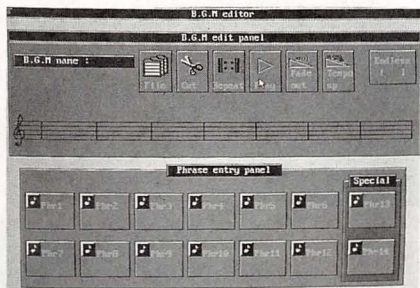 B.G.M editor
B.G.M edit panel
B.G.M name :
File Cut Repeat Play Fade out Tempo up Endless
Phrase entry panel
Special
Phr1 Phr2 Phr3 Phr4 Phr5 Phr6 Phr13
Phr7 Phr8 Phr9 Phr10 Phr11 Phr12 Phr14